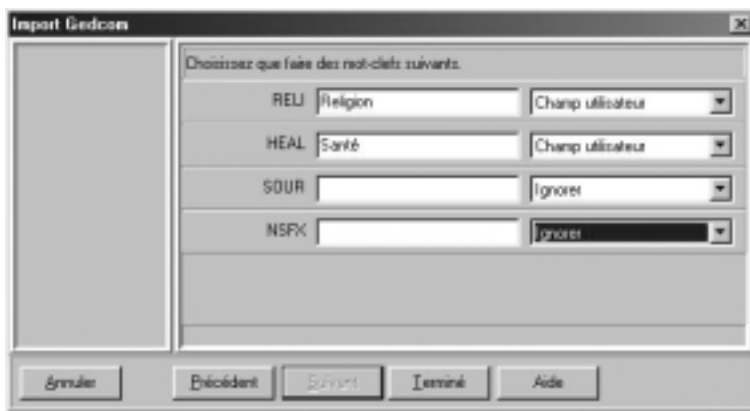 Import Gedcom
Choisissez que faire des mot-clefs suivants.
RELI Religion Champ utilisateur
HEAL Santé Champ utilisateur
SOUR Ignorer
NSFX Ignorer
Annuler Précédent Suivant Terminé Aide